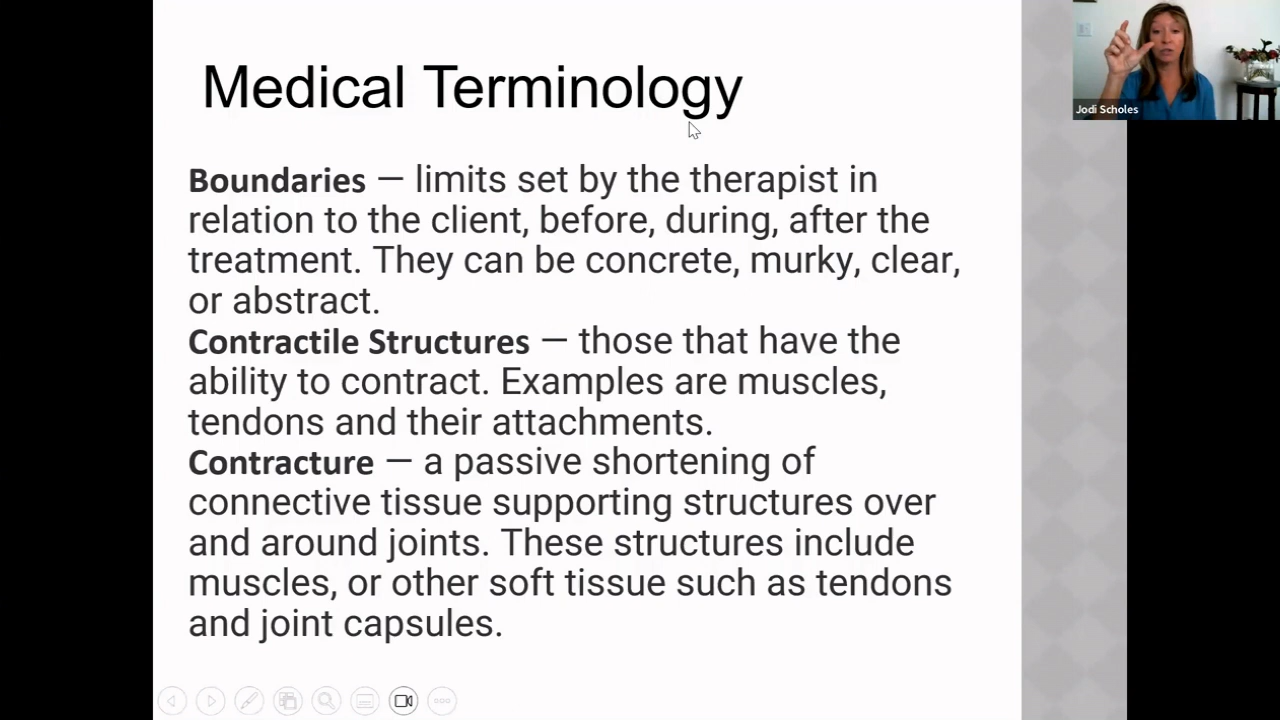 Medical Terminology
Jodi Scholes
Boundaries — limits set by the therapist in
relation to the client, before, during, after the
treatment. They can be concrete, murky, clear,
or abstract.
Contractile Structures — those that have the
ability to contract. Examples are muscles,
tendons and their attachments.
Contracture — a passive shortening of
connective tissue supporting structures over
and around joints. These structures include
muscles, or other soft tissue such as tendons
and joint capsules.